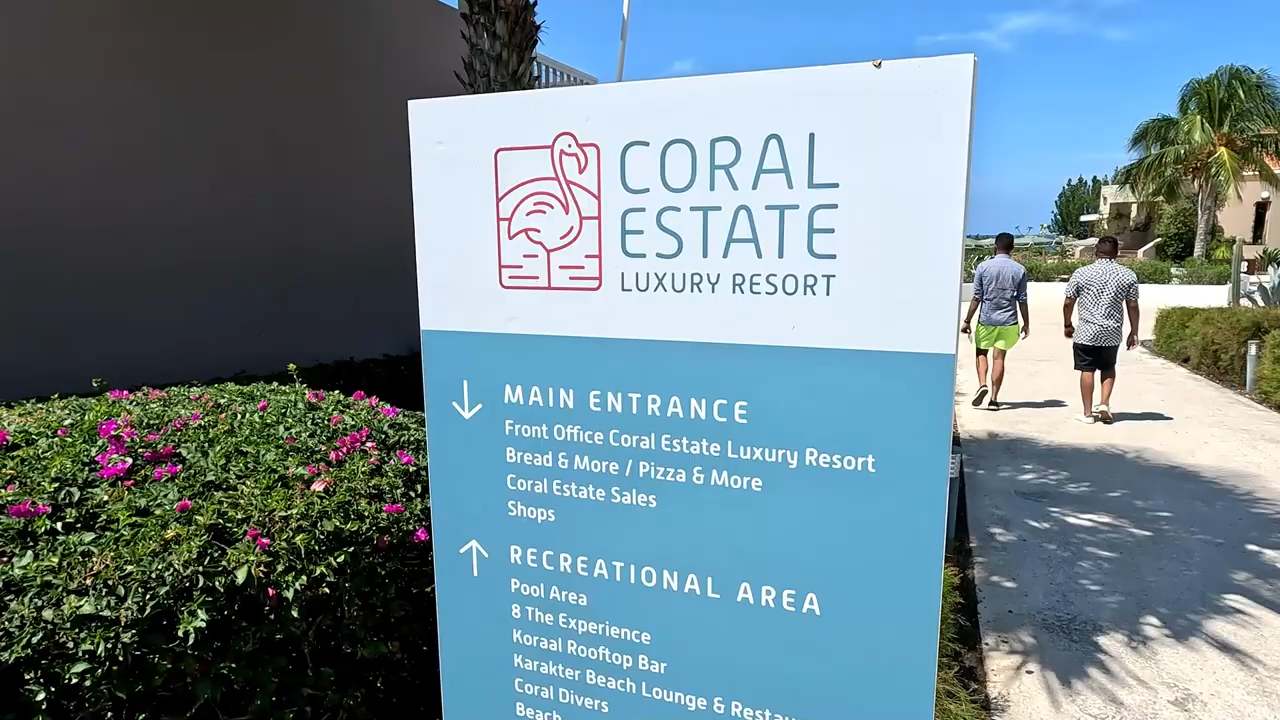 CORAL
ESTATE
LUXURY RESORT
MAIN ENTRANCE
Front Office Coral Estate Luxury Resort
Bread & More / Pizza & More
Coral Estate Sales
Shops
RECREATIONAL AREA
Pool Area
8 The Experience
Koraal Rooftop Bar
Karakter Beach Lounge &
Coral Divers
Beach